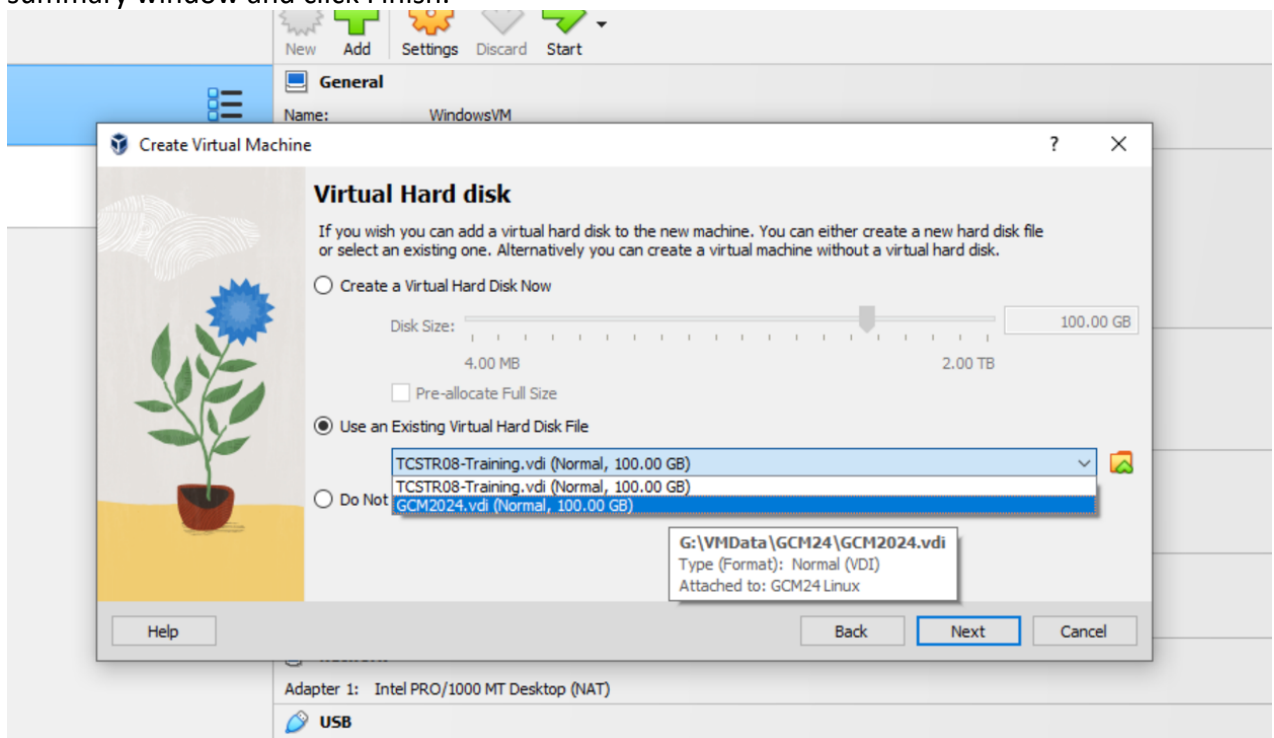 summary window and click Finish.
New Add Settings Discard Start
General
Name: WindowsVM
Create Virtual Machine ? ×
Virtual Hard disk
If you wish you can add a virtual hard disk to the new machine. You can either create a new hard disk file
or select an existing one. Alternatively you can create a virtual machine without a virtual hard disk.
Create a Virtual Hard Disk Now
Disk Size: 100.00 GB
4.00 MB 2.00 TB
Pre-allocate Full Size
Use an Existing Virtual Hard Disk File
TCSTR08-Training.vdi (Normal, 100.00 GB)
TCSTR08-Training.vdi (Normal, 100.00 GB)
Do Not
GCM2024.vdi (Normal, 100.00 GB)
G:\VMData\GCM24\GCM2024.vdi
Type (Format): Normal (VDI)
Attached to: GCM24 Linux
Help Back Next Cancel
Adapter 1: Intel PRO/1000 MT Desktop (NAT)
USB